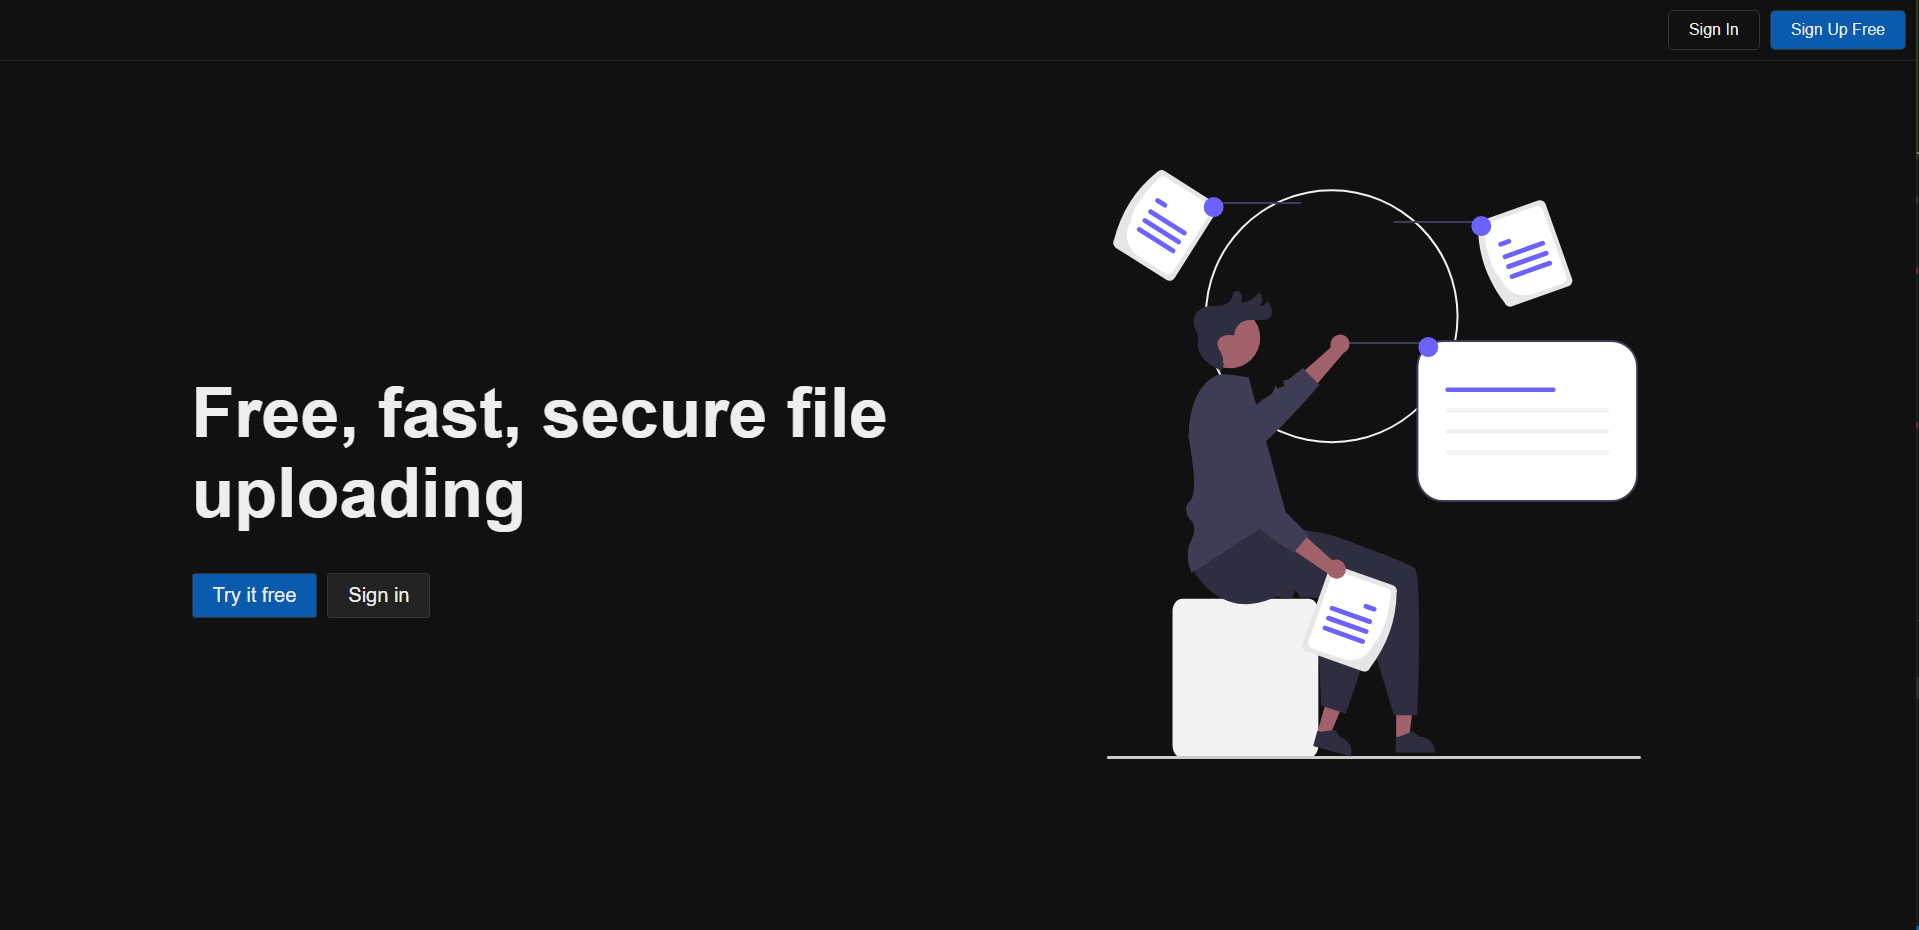 Sign In
Sign Up Free
Free, fast, secure file
uploading
Try it free
Sign in